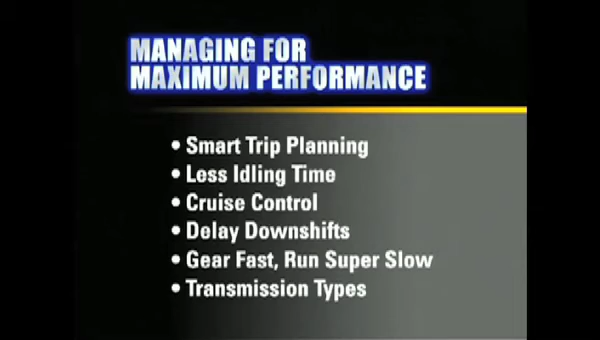 MANAGING FOR
MAXIMUM PERFORMANCE
• Smart Trip Planning
• Less Idling Time
• Cruise Control
• Delay Downshifts
• Gear Fast, Run Super Slow
• Transmission Types